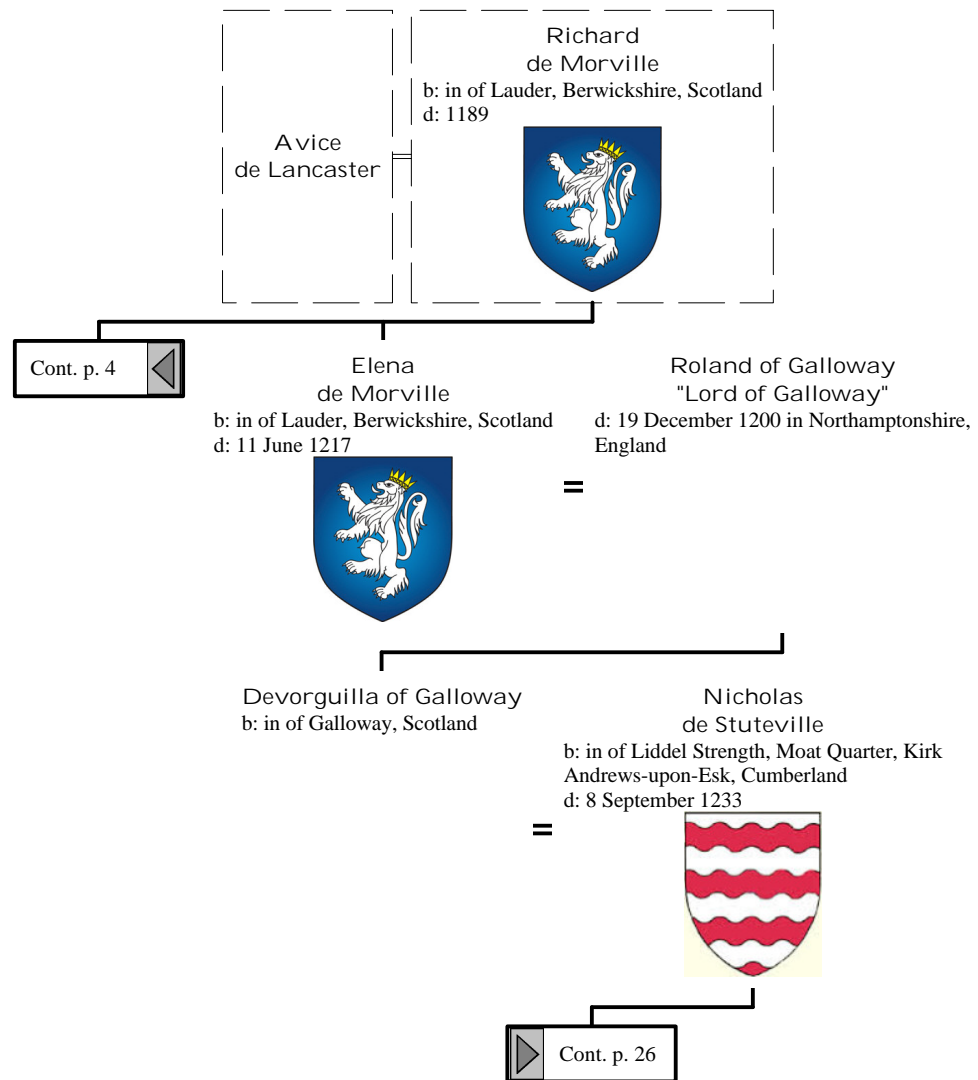 Richard
de Morville
b: in of Lauder, Berwickshire, Scotland
d: 1189
Avice
de Lancaster
Cont. p. 4
Elena
de Morville
b: in of Lauder, Berwickshire, Scotland
d: 11 June 1217
=
Roland of Galloway
"Lord of Galloway"
d: 19 December 1200 in Northamptonshire,
England
Devorguilla of Galloway
b: in of Galloway, Scotland
=
Nicholas
de Stuteville
b: in of Liddel Strength, Moat Quarter, Kirk
Andrews-upon-Esk, Cumberland
d: 8 September 1233
Cont. p. 26